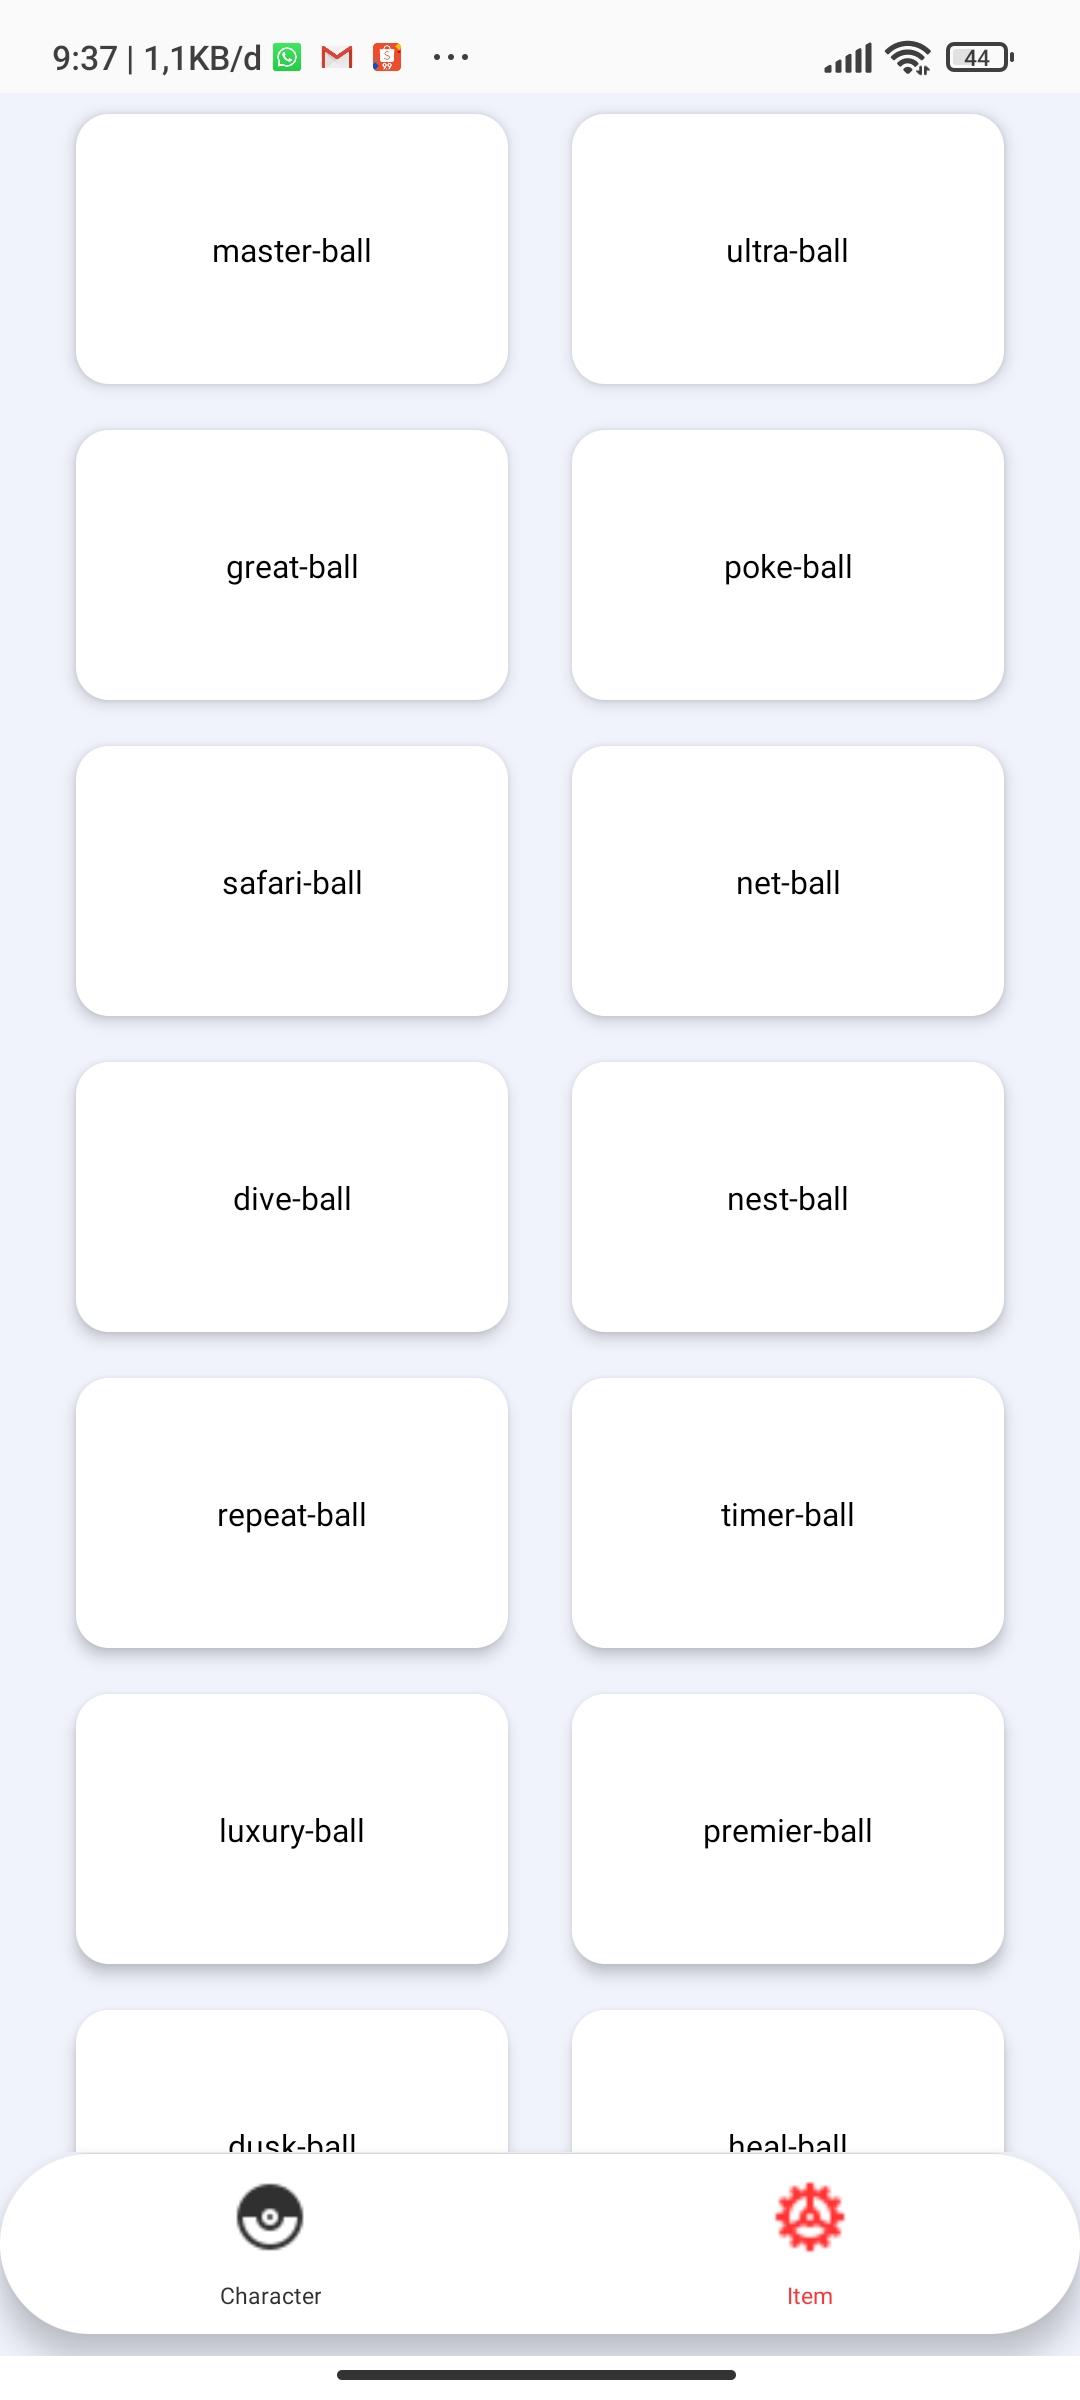 9:37 | 1,1KB/d 44
master-ball ultra-ball
great-ball poke-ball
safari-ball net-ball
dive-ball nest-ball
repeat-ball timer-ball
luxury-ball premier-ball
dusk-ball heal-ball
Character Item